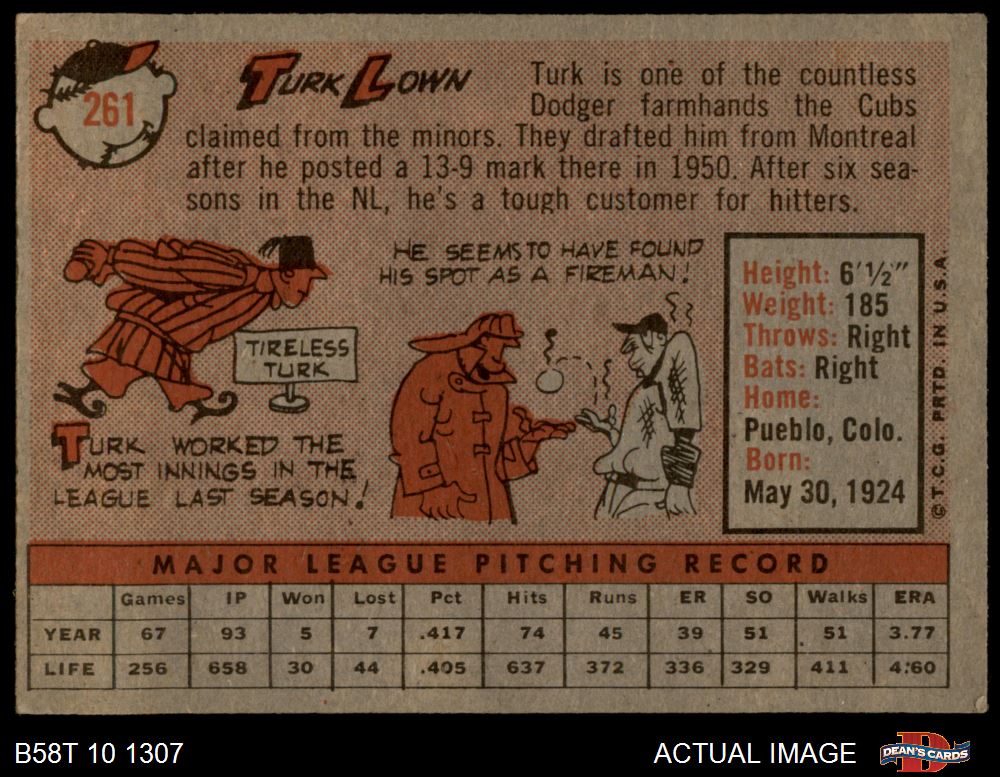 261
TURK LOWN
Turk is one of the countless
Dodger farmhands the Cubs
claimed from the minors. They drafted him from Montreal
after he posted a 13-9 mark there in 1950. After six sea-
sons in the NL, he's a tough customer for hitters.
TIRELESS
TURK
TURK WORKED THE
MOST INNINGS IN THE
LEAGUE LAST SEASON!
HE SEEMS TO HAVE FOUND
HIS SPOT AS A FIREMAN!
Height: 6'½"
Weight: 185
Throws: Right
Bats: Right
Home:
Pueblo, Colo.
Born:
May 30, 1924
©T.C.G. PRTD. IN U.S.A.
MAJOR LEAGUE PITCHING RECORD
Games IP Won Lost Pct Hits Runs ER SO Walks ERA
YEAR 67 93 5 7 .417 74 45 39 51 51 3.77
LIFE 256 658 30 44 .405 637 372 336 329 411 4.60
B58T 10 1307
ACTUAL IMAGE
D
DEAN'S CARDS